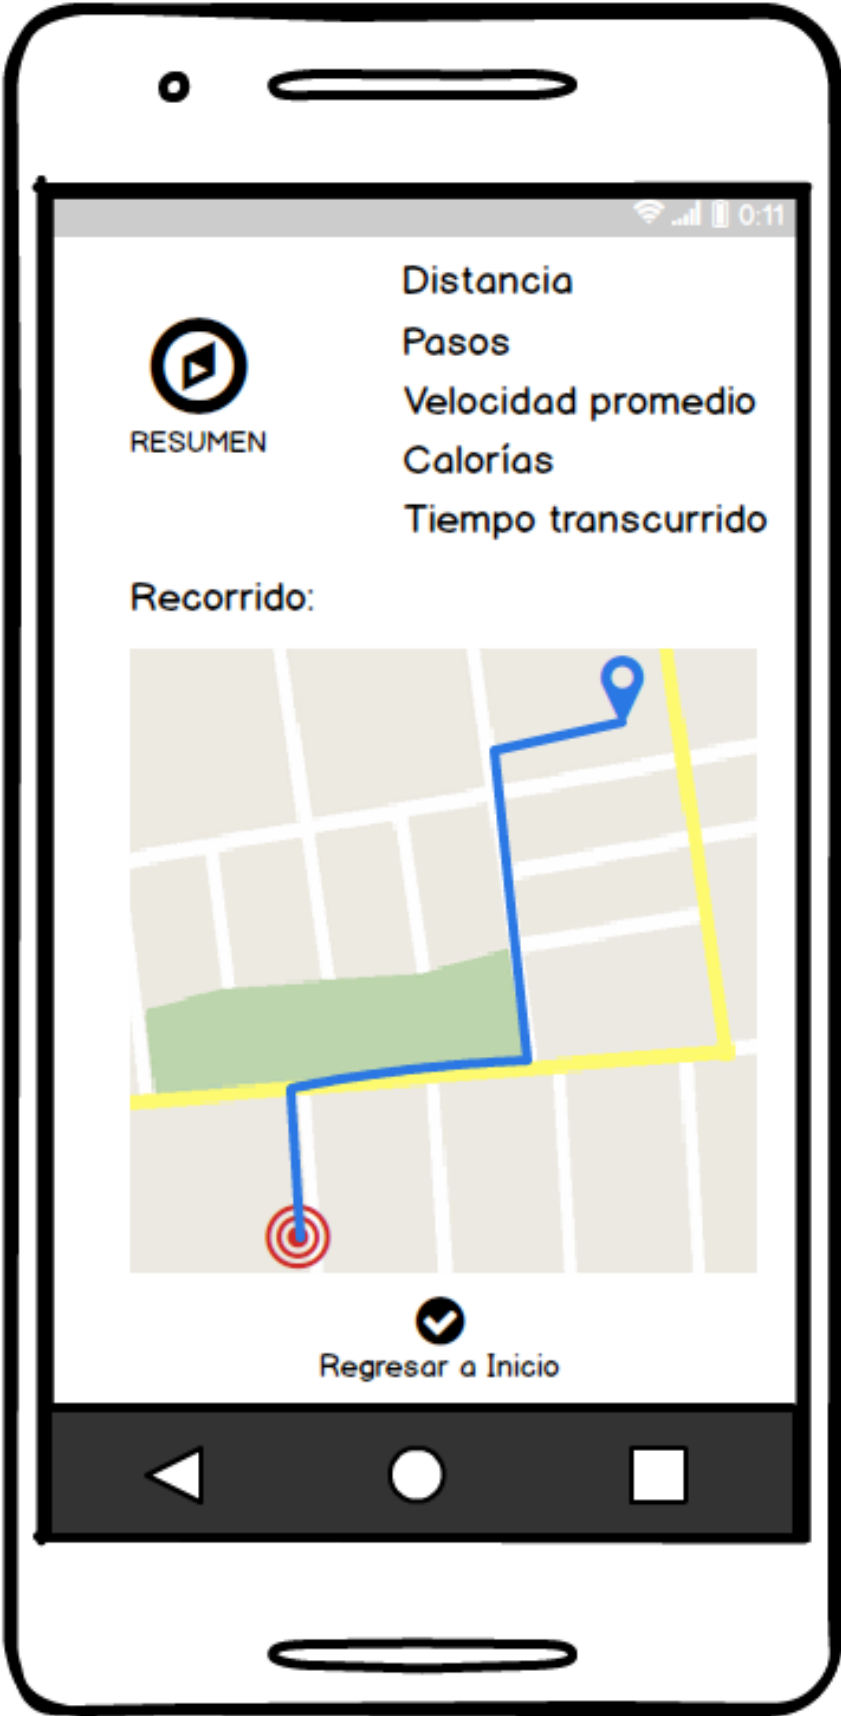 0:11
Distancia
Pasos
Velocidad promedio
RESUMEN
Calorías
Tiempo transcurrido
Recorrido:
Regresar a Inicio